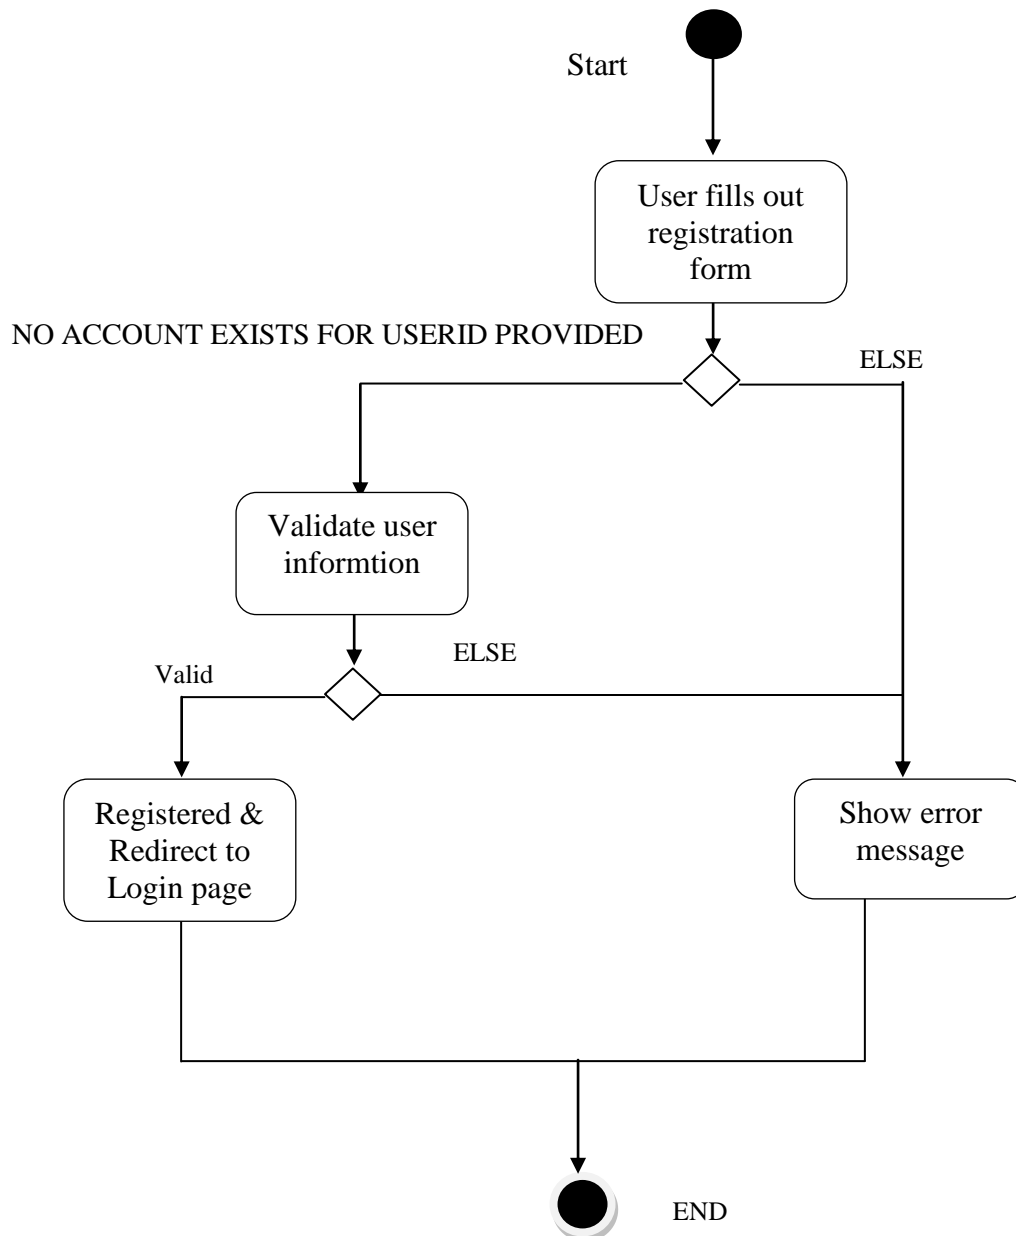 Start
User fills out
registration
form
NO ACCOUNT EXISTS FOR USERID PROVIDED
ELSE
Validate user
informtion
ELSE
Valid
Registered &
Redirect to
Login page
Show error
message
END